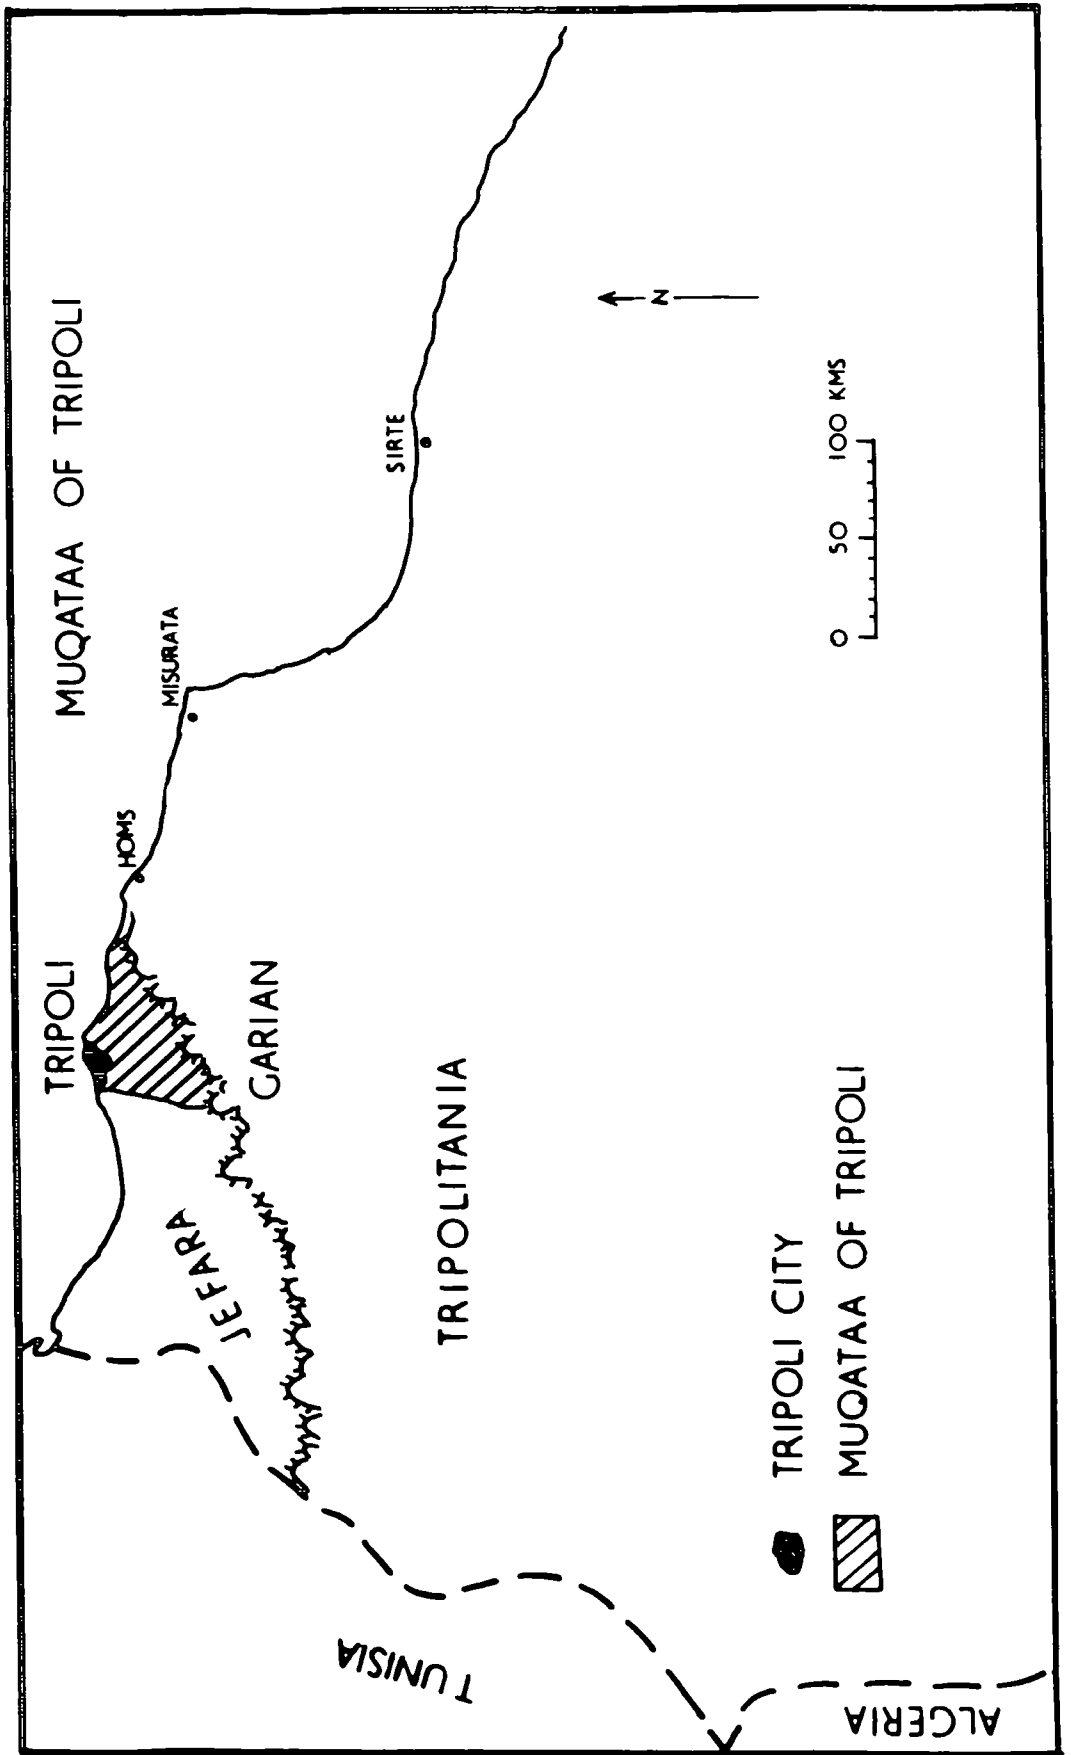 MUQATAA OF TRIPOLI
TRIPOLI
HOMS
MISURATA
GARIAN
JEFARA
SIRTE
TRIPOLITANIA
TUNISIA
ALGERIA
N
0 50 100 KMS
TRIPOLI CITY
MUQATAA OF TRIPOLI